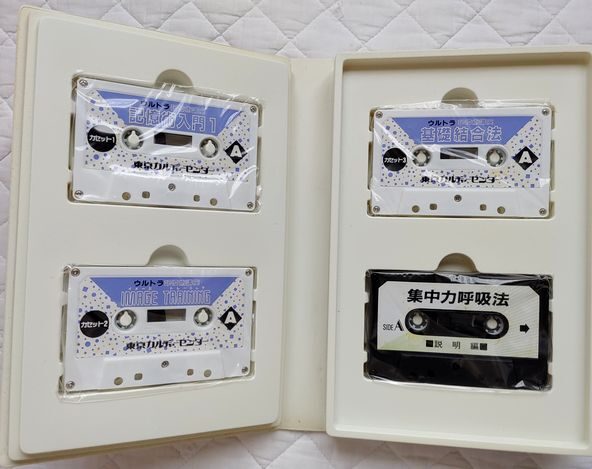 ウルトラ
記憶術入門1
カセット1
A
東京カルチャーセンター
ウルトラ
IMAGE TRAINING
カセット2
A
東京カルチャーセンター
ウルトラ
基礎結合法
カセット3
A
東京カルチャーセンター
集中力呼吸法
SIDE A
■説明編■